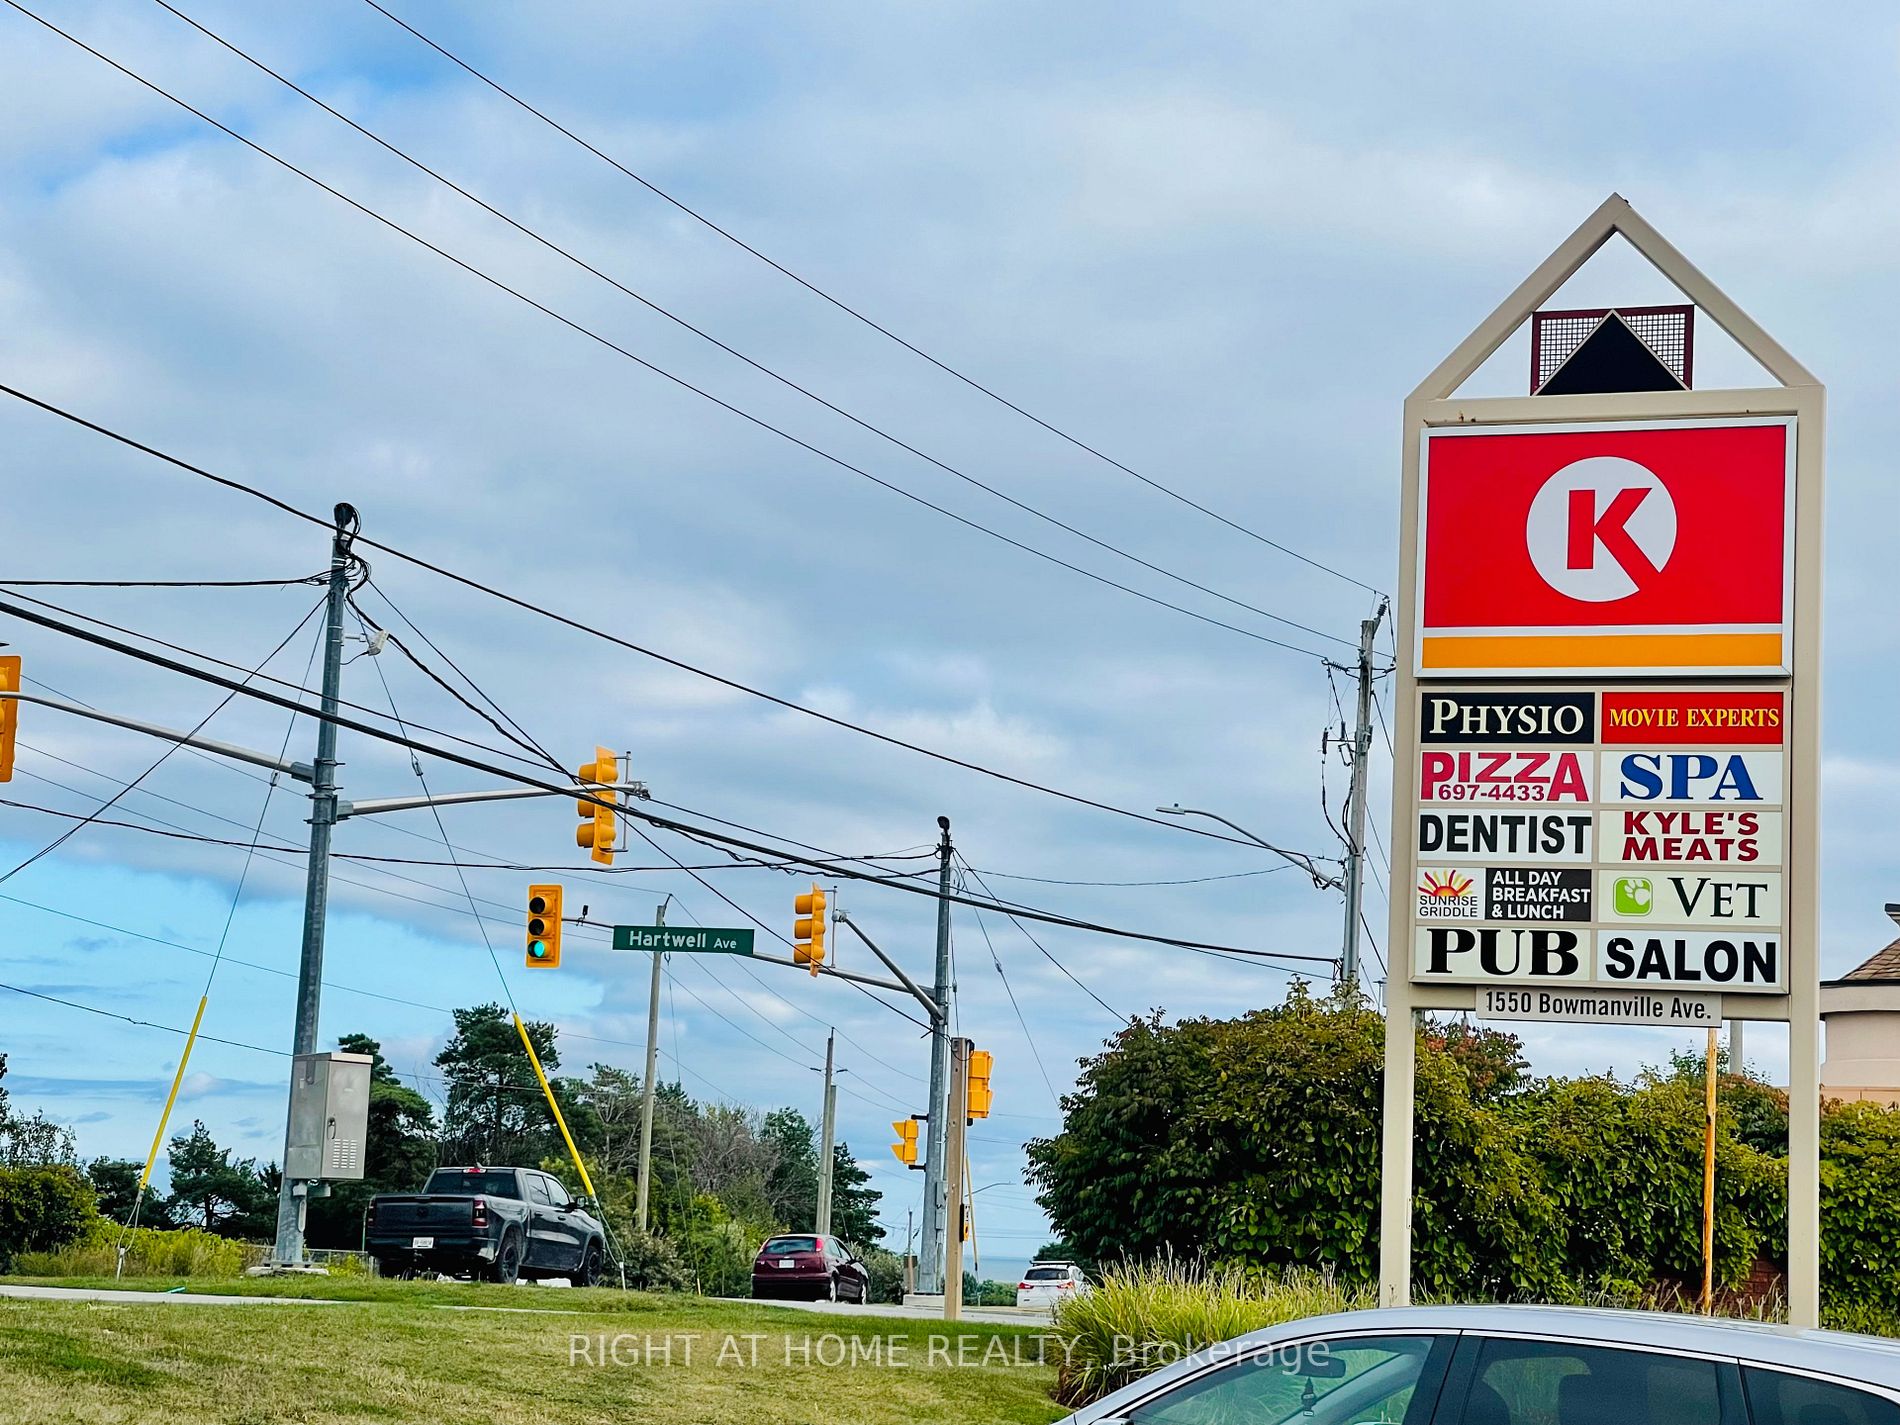 K
PHYSIO
MOVIE EXPERTS
PIZZA
697-4433
SPA
DENTIST
KYLE'S
MEATS
SUNRISE
GRIDDLE
ALL DAY
BREAKFAST
& LUNCH
VET
PUB
SALON
1550 Bowmanville Ave.
Hartwell Ave
RIGHT AT HOME REALTY, Brokerage